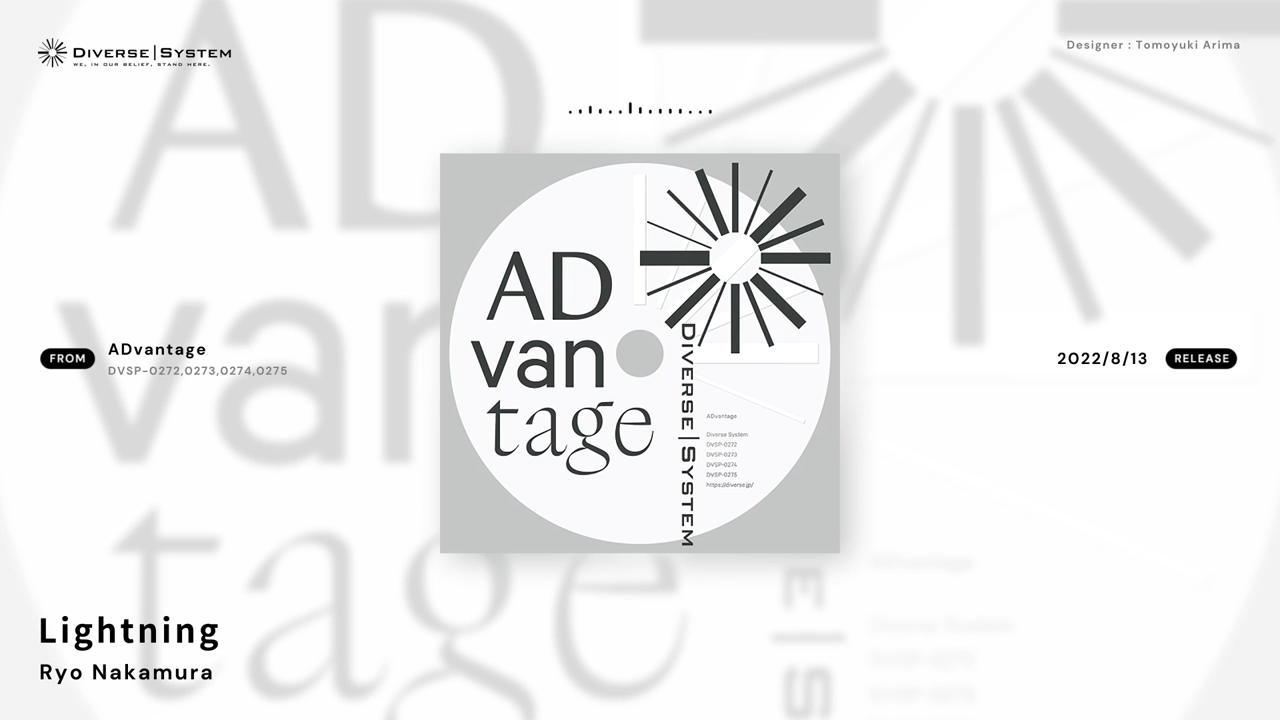 DIVERSE|SYSTEM
WE, IN OUR BELIEF, STAND HERE.
Designer : Tomoyuki Arima
AD
van
tage
DIVERSE|SYSTEM
ADvantage
Diverse System
DVSP-0272
DVSP-0273
DVSP-0274
DVSP-0275
https://diverse.jp/
FROM
ADvantage
DVSP-0272,0273,0274,0275
2022/8/13
RELEASE
Lightning
Ryo Nakamura